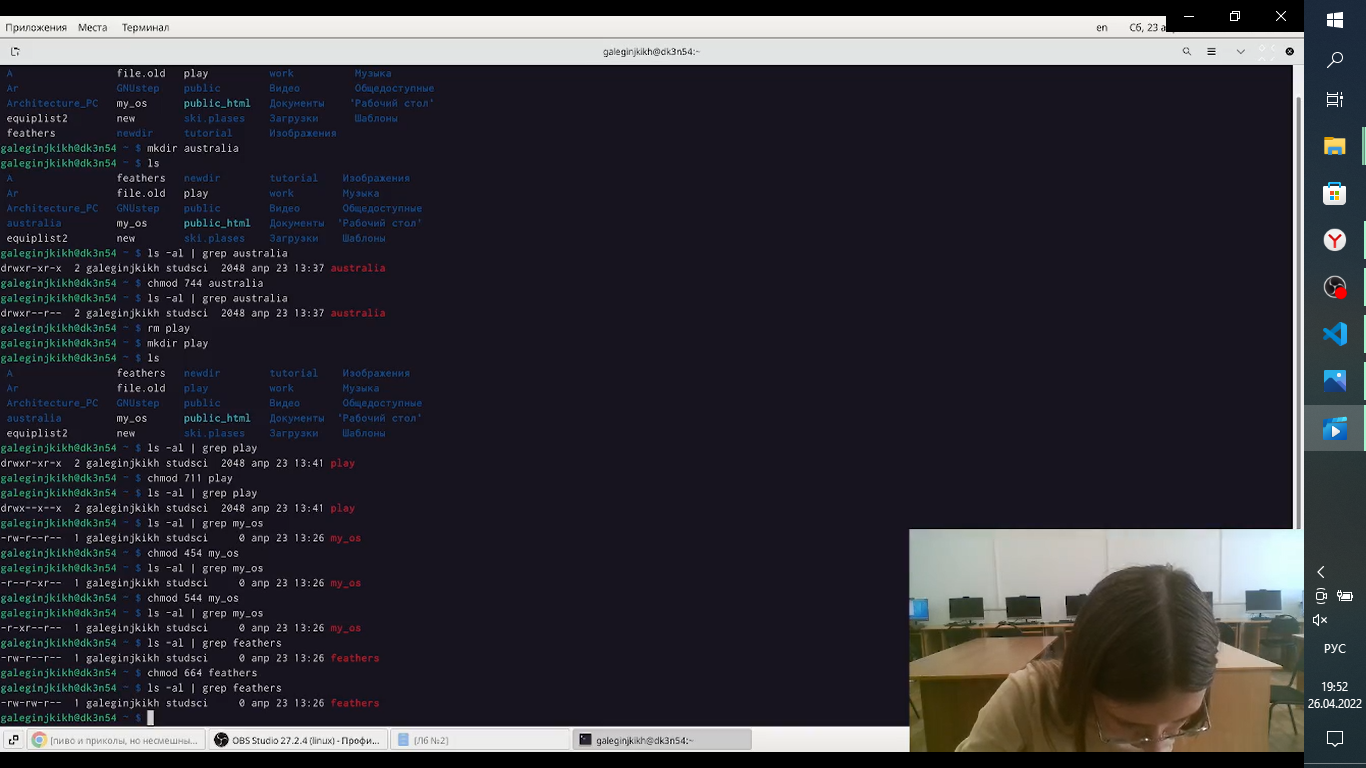 Приложения Места Терминал en Сб, 23 а
galeginjkikh@dk3n54:~
A file.old play work Музыка
Ar GNUstep public Видео Общедоступные
Architecture_PC my_os public_html Документы 'Рабочий стол'
equiplist2 new ski.plases Загрузки Шаблоны
feathers newdir tutorial Изображения
galeginjkikh@dk3n54 ~ $ mkdir australia
galeginjkikh@dk3n54 ~ $ ls
A feathers newdir tutorial Изображения
Ar file.old play work Музыка
Architecture_PC GNUstep public Видео Общедоступные
australia my_os public_html Документы 'Рабочий стол'
equiplist2 new ski.plases Загрузки Шаблоны
galeginjkikh@dk3n54 ~ $ ls -al | grep australia
drwxr-xr-x 2 galeginjkikh studsci 2048 апр 23 13:37 australia
galeginjkikh@dk3n54 ~ $ chmod 744 australia
galeginjkikh@dk3n54 ~ $ ls -al | grep australia
drwxr--r-- 2 galeginjkikh studsci 2048 апр 23 13:37 australia
galeginjkikh@dk3n54 ~ $ rm play
galeginjkikh@dk3n54 ~ $ mkdir play
galeginjkikh@dk3n54 ~ $ ls
A feathers newdir tutorial Изображения
Ar file.old play work Музыка
Architecture_PC GNUstep public Видео Общедоступные
australia my_os public_html Документы 'Рабочий стол'
equiplist2 new ski.plases Загрузки Шаблоны
galeginjkikh@dk3n54 ~ $ ls -al | grep play
drwxr-xr-x 2 galeginjkikh studsci 2048 апр 23 13:41 play
galeginjkikh@dk3n54 ~ $ chmod 711 play
galeginjkikh@dk3n54 ~ $ ls -al | grep play
drwx--x--x 2 galeginjkikh studsci 2048 апр 23 13:41 play
galeginjkikh@dk3n54 ~ $ ls -al | grep my_os
-rw-r--r-- 1 galeginjkikh studsci 0 апр 23 13:26 my_os
galeginjkikh@dk3n54 ~ $ chmod 454 my_os
galeginjkikh@dk3n54 ~ $ ls -al | grep my_os
-r--r-xr-- 1 galeginjkikh studsci 0 апр 23 13:26 my_os
galeginjkikh@dk3n54 ~ $ chmod 544 my_os
galeginjkikh@dk3n54 ~ $ ls -al | grep my_os
-r-xr--r-- 1 galeginjkikh studsci 0 апр 23 13:26 my_os
galeginjkikh@dk3n54 ~ $ ls -al | grep feathers
-rw-r--r-- 1 galeginjkikh studsci 0 апр 23 13:26 feathers
galeginjkikh@dk3n54 ~ $ chmod 664 feathers
galeginjkikh@dk3n54 ~ $ ls -al | grep feathers
-rw-rw-r-- 1 galeginjkikh studsci 0 апр 23 13:26 feathers
galeginjkikh@dk3n54 ~ $
[пиво и приколы, но несмешны... OBS Studio 27.2.4 (linux) - Профи... (Лб №2) galeginjkikh@dk3n54:~
РУС
19:52
26.04.2022